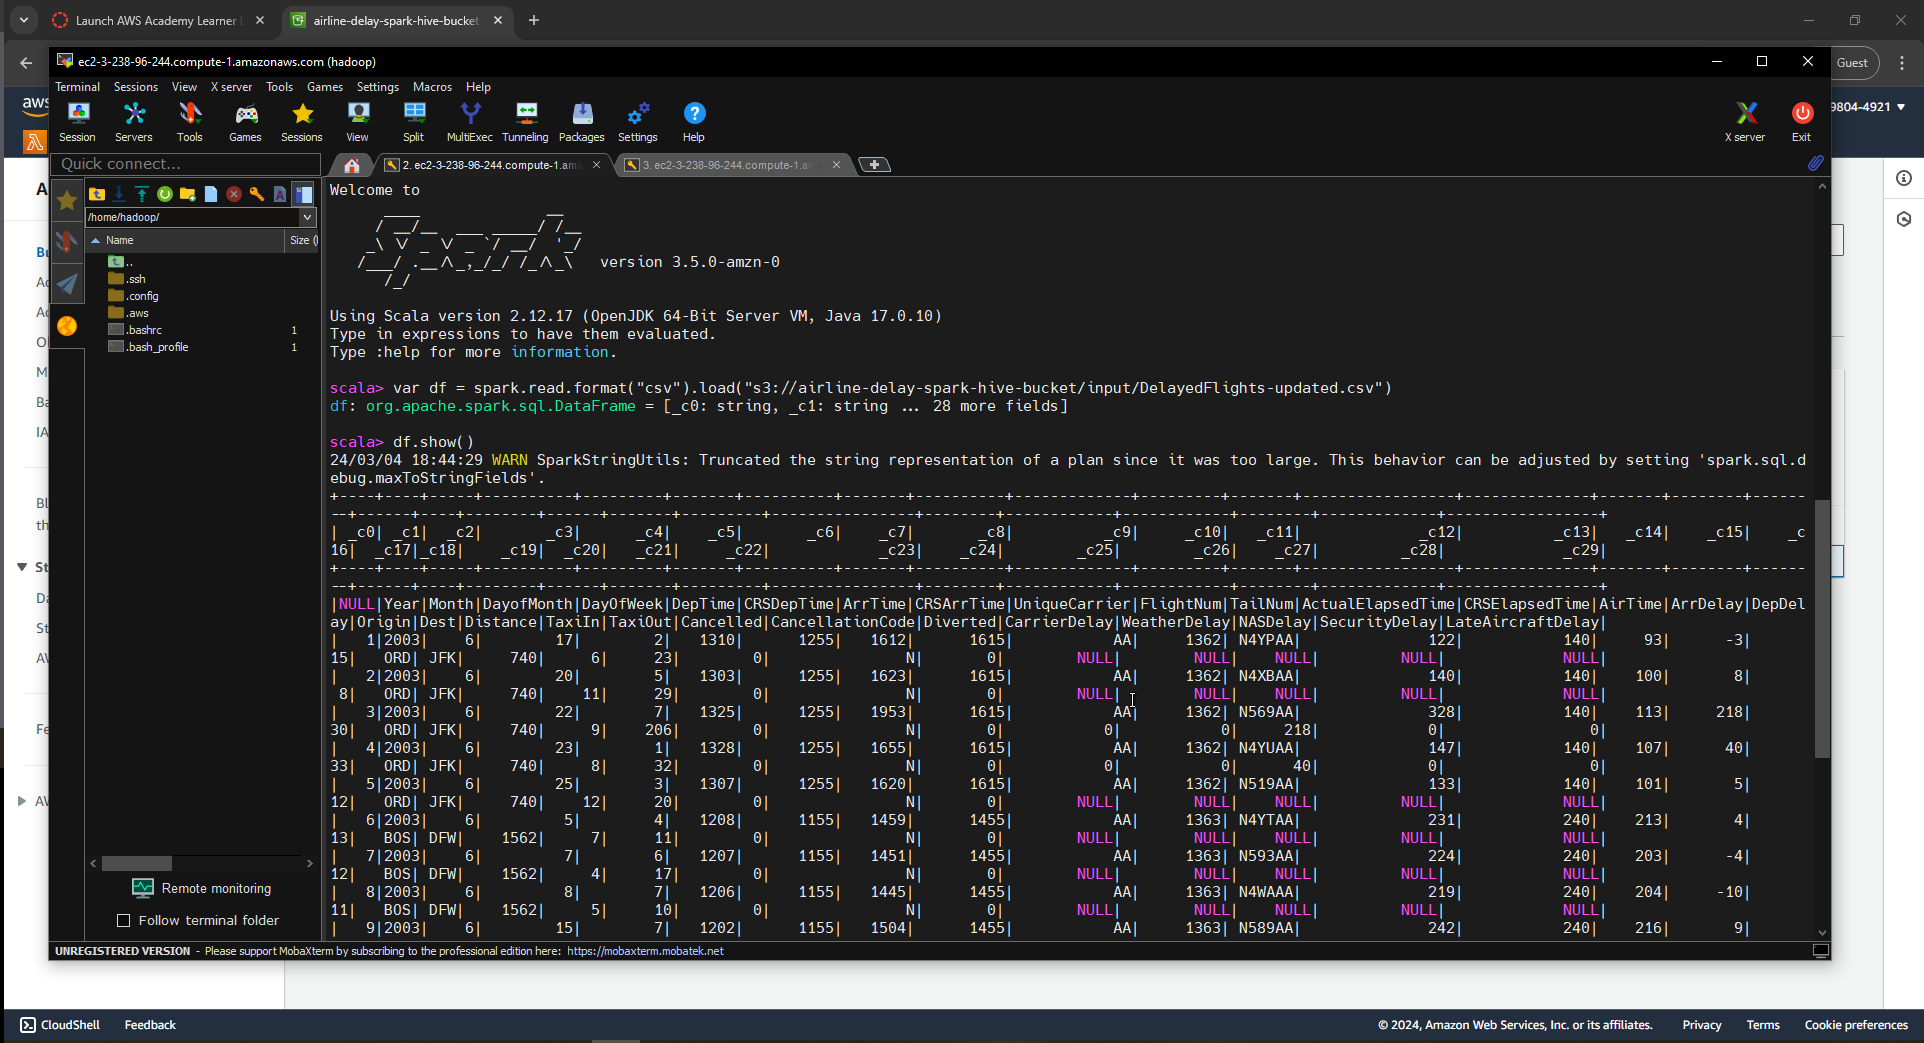 Launch AWS Academy Learner
airline-delay-spark-hive-bucket
Guest
ec2-3-238-96-244.compute-1.amazonaws.com (hadoop)
Terminal Sessions View X server Tools Games Settings Macros Help
aws
9804-4921
Session Servers Tools Games Sessions View Split MultiExec Tunneling Packages Settings Help X server Exit
Quick connect...
2. ec2-3-238-96-244.compute-1.am
3. ec2-3-238-96-244.compute-1.a
/home/hadoop/
Name Size (
..
.ssh
.config
.aws
.bashrc 1
.bash_profile 1
Remote monitoring
Follow terminal folder
Welcome to
version 3.5.0-amzn-0
Using Scala version 2.12.17 (OpenJDK 64-Bit Server VM, Java 17.0.10)
Type in expressions to have them evaluated.
Type :help for more information.
scala> var df = spark.read.format("csv").load("s3://airline-delay-spark-hive-bucket/input/DelayedFlights-updated.csv")
df: org.apache.spark.sql.DataFrame = [_c0: string, _c1: string ... 28 more fields]
scala> df.show()
24/03/04 18:44:29 WARN SparkStringUtils: Truncated the string representation of a plan since it was too large. This behavior can be adjusted by setting 'spark.sql.d
ebug.maxToStringFields'.
| _c0| _c1| _c2| _c3| _c4| _c5| _c6| _c7| _c8| _c9| _c10| _c11| _c12| _c13| _c14| _c15| _c
16| _c17|_c18| _c19| _c20| _c21| _c22| _c23| _c24| _c25| _c26| _c27| _c28| _c29|
|NULL|Year|Month|DayofMonth|DayOfWeek|DepTime|CRSDepTime|ArrTime|CRSArrTime|UniqueCarrier|FlightNum|TailNum|ActualElapsedTime|CRSElapsedTime|AirTime|ArrDelay|DepDel
ay|Origin|Dest|Distance|TaxiIn|TaxiOut|Cancelled|CancellationCode|Diverted|CarrierDelay|WeatherDelay|NASDelay|SecurityDelay|LateAircraftDelay|
| 1|2003| 6| 17| 2| 1310| 1255| 1612| 1615| AA| 1362| N4YPAA| 122| 140| 93| -3|
15| ORD| JFK| 740| 6| 23| 0| N| 0| NULL| NULL| NULL| NULL| NULL|
| 2|2003| 6| 20| 5| 1303| 1255| 1623| 1615| AA| 1362| N4XBAA| 140| 140| 100| 8|
8| ORD| JFK| 740| 11| 29| 0| N| 0| NULL| NULL| NULL| NULL| NULL|
| 3|2003| 6| 22| 7| 1325| 1255| 1953| 1615| AA| 1362| N569AA| 328| 140| 113| 218|
30| ORD| JFK| 740| 9| 206| 0| N| 0| 0| 0| 218| 0| 0|
| 4|2003| 6| 23| 1| 1328| 1255| 1655| 1615| AA| 1362| N4YUAA| 147| 140| 107| 40|
33| ORD| JFK| 740| 8| 32| 0| N| 0| 0| 0| 40| 0| 0|
| 5|2003| 6| 25| 3| 1307| 1255| 1620| 1615| AA| 1362| N519AA| 133| 140| 101| 5|
12| ORD| JFK| 740| 12| 20| 0| N| 0| NULL| NULL| NULL| NULL| NULL|
| 6|2003| 6| 5| 4| 1208| 1155| 1459| 1455| AA| 1363| N4YTAA| 231| 240| 213| 4|
13| BOS| DFW| 1562| 7| 11| 0| N| 0| NULL| NULL| NULL| NULL| NULL|
| 7|2003| 6| 7| 6| 1207| 1155| 1451| 1455| AA| 1363| N593AA| 224| 240| 203| -4|
12| BOS| DFW| 1562| 4| 17| 0| N| 0| NULL| NULL| NULL| NULL| NULL|
| 8|2003| 6| 8| 7| 1206| 1155| 1445| 1455| AA| 1363| N4WAAA| 219| 240| 204| -10|
11| BOS| DFW| 1562| 5| 10| 0| N| 0| NULL| NULL| NULL| NULL| NULL|
| 9|2003| 6| 15| 7| 1202| 1155| 1504| 1455| AA| 1363| N589AA| 242| 240| 216| 9|
UNREGISTERED VERSION - Please support MobaXterm by subscribing to the professional edition here: https://mobaxterm.mobatek.net
CloudShell Feedback © 2024, Amazon Web Services, Inc. or its affiliates. Privacy Terms Cookie preferences